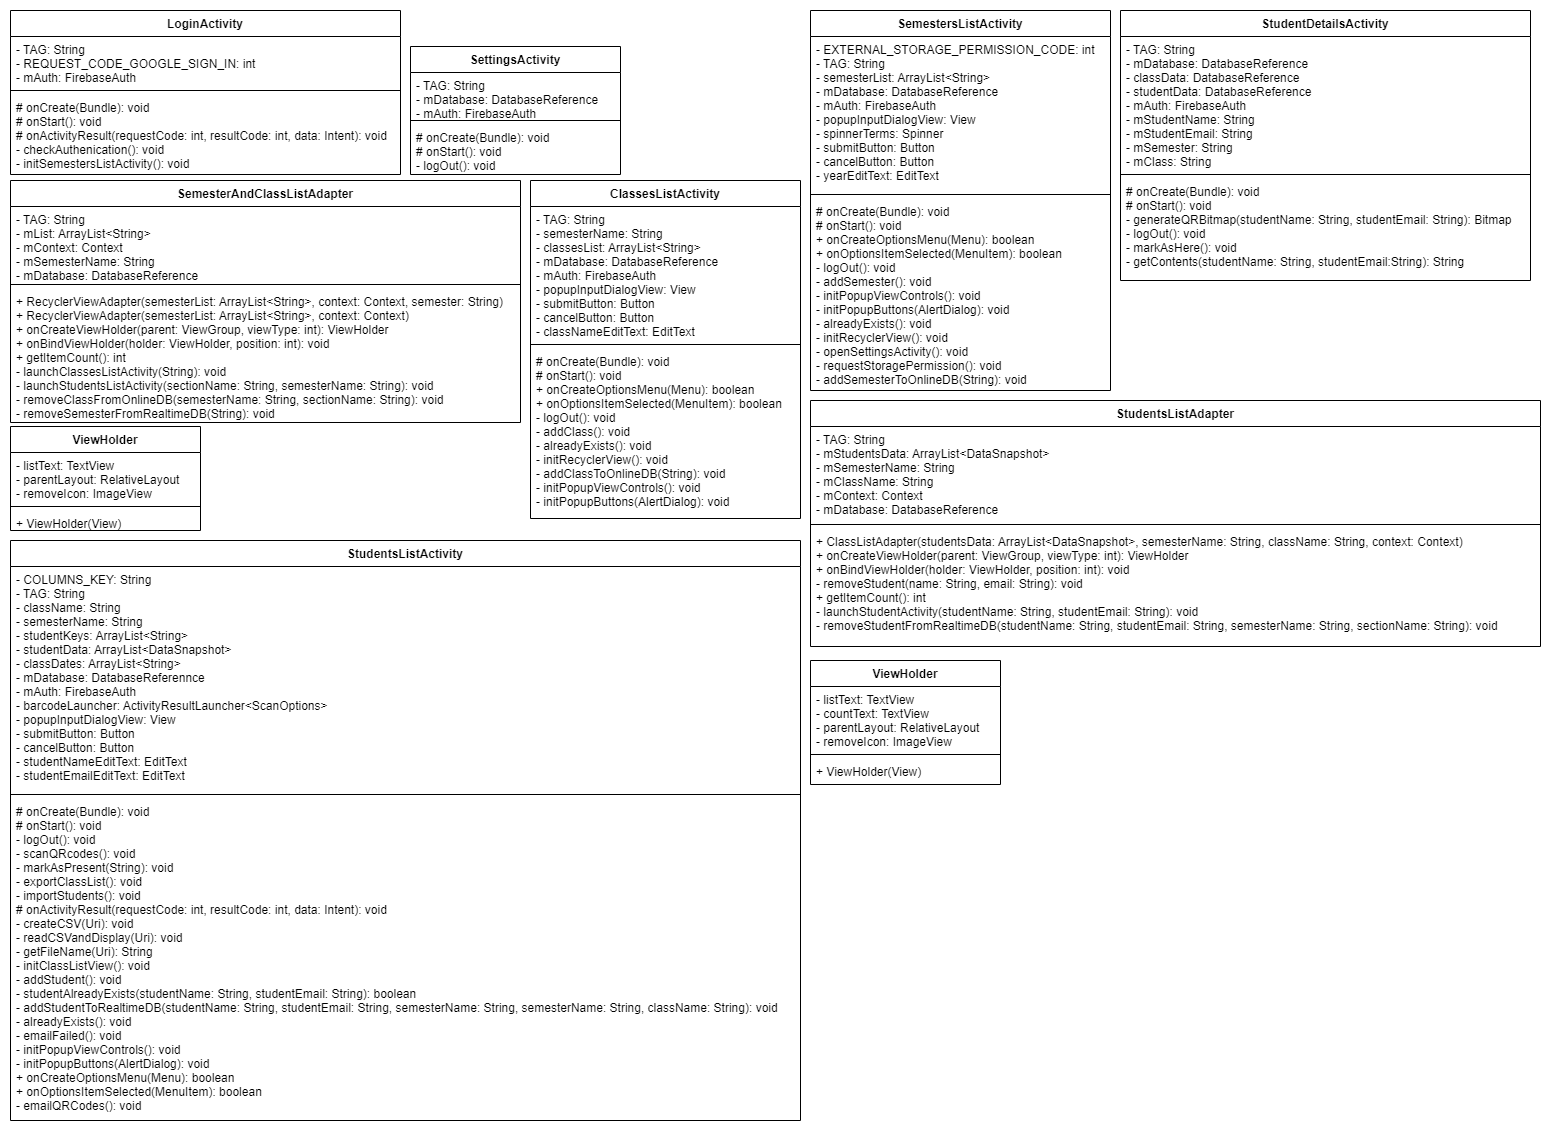 LoginActivity
- TAG: String
- REQUEST_CODE_GOOGLE_SIGN_IN: int
- mAuth: FirebaseAuth
# onCreate(Bundle): void
# onStart(): void
# onActivityResult(requestCode: int, resultCode: int, data: Intent): void
- checkAuthenication(): void
- initSemestersListActivity(): void
SettingsActivity
- TAG: String
- mDatabase: DatabaseReference
- mAuth: FirebaseAuth
# onCreate(Bundle): void
# onStart(): void
- logOut(): void
SemestersListActivity
- EXTERNAL_STORAGE_PERMISSION_CODE: int
- TAG: String
- semesterList: ArrayList<String>
- mDatabase: DatabaseReference
- mAuth: FirebaseAuth
- popupInputDialogView: View
- spinnerTerms: Spinner
- submitButton: Button
- cancelButton: Button
- yearEditText: EditText
# onCreate(Bundle): void
# onStart(): void
+ onCreateOptionsMenu(Menu): boolean
+ onOptionsItemSelected(MenuItem): boolean
- logOut(): void
- addSemester(): void
- initPopupViewControls(): void
- initPopupButtons(AlertDialog): void
- alreadyExists(): void
- initRecyclerView(): void
- openSettingsActivity(): void
- requestStoragePermission(): void
- addSemesterToOnlineDB(String): void
StudentDetailsActivity
- TAG: String
- mDatabase: DatabaseReference
- classData: DatabaseReference
- studentData: DatabaseReference
- mAuth: FirebaseAuth
- mStudentName: String
- mStudentEmail: String
- mSemester: String
- mClass: String
# onCreate(Bundle): void
# onStart(): void
- generateQRBitmap(studentName: String, studentEmail: String): Bitmap
- logOut(): void
- markAsHere(): void
- getContents(studentName: String, studentEmail:String): String
SemesterAndClassListAdapter
- TAG: String
- mList: ArrayList<String>
- mContext: Context
- mSemesterName: String
- mDatabase: DatabaseReference
+ RecyclerViewAdapter(semesterList: ArrayList<String>, context: Context, semester: String)
+ RecyclerViewAdapter(semesterList: ArrayList<String>, context: Context)
+ onCreateViewHolder(parent: ViewGroup, viewType: int): ViewHolder
+ onBindViewHolder(holder: ViewHolder, position: int): void
+ getItemCount(): int
- launchClassesListActivity(String): void
- launchStudentsListActivity(sectionName: String, semesterName: String): void
- removeClassFromOnlineDB(semesterName: String, sectionName: String): void
- removeSemesterFromRealtimeDB(String): void
ClassesListActivity
- TAG: String
- semesterName: String
- classesList: ArrayList<String>
- mDatabase: DatabaseReference
- mAuth: FirebaseAuth
- popupInputDialogView: View
- submitButton: Button
- cancelButton: Button
- classNameEditText: EditText
# onCreate(Bundle): void
# onStart(): void
+ onCreateOptionsMenu(Menu): boolean
+ onOptionsItemSelected(MenuItem): boolean
- logOut(): void
- addClass(): void
- alreadyExists(): void
- initRecyclerView(): void
- addClassToOnlineDB(String): void
- initPopupViewControls(): void
- initPopupButtons(AlertDialog): void
ViewHolder
- listText: TextView
- parentLayout: RelativeLayout
- removeIcon: ImageView
+ ViewHolder(View)
StudentsListAdapter
- TAG: String
- mStudentsData: ArrayList<DataSnapshot>
- mSemesterName: String
- mClassName: String
- mContext: Context
- mDatabase: DatabaseReference
+ ClassListAdapter(studentsData: ArrayList<DataSnapshot>, semesterName: String, className: String, context: Context)
+ onCreateViewHolder(parent: ViewGroup, viewType: int): ViewHolder
+ onBindViewHolder(holder: ViewHolder, position: int): void
- removeStudent(name: String, email: String): void
+ getItemCount(): int
- launchStudentActivity(studentName: String, studentEmail: String): void
- removeStudentFromRealtimeDB(studentName: String, studentEmail: String, semesterName: String, sectionName: String): void
ViewHolder
- listText: TextView
- countText: TextView
- parentLayout: RelativeLayout
- removeIcon: ImageView
+ ViewHolder(View)
StudentsListActivity
- COLUMNS_KEY: String
- TAG: String
- className: String
- semesterName: String
- studentKeys: ArrayList<String>
- studentData: ArrayList<DataSnapshot>
- classDates: ArrayList<String>
- mDatabase: DatabaseReferennce
- mAuth: FirebaseAuth
- barcodeLauncher: ActivityResultLauncher<ScanOptions>
- popupInputDialogView: View
- submitButton: Button
- cancelButton: Button
- studentNameEditText: EditText
- studentEmailEditText: EditText
# onCreate(Bundle): void
# onStart(): void
- logOut(): void
- scanQRcodes(): void
- markAsPresent(String): void
- exportClassList(): void
- importStudents(): void
# onActivityResult(requestCode: int, resultCode: int, data: Intent): void
- createCSV(Uri): void
- readCSVandDisplay(Uri): void
- getFileName(Uri): String
- initClassListView(): void
- addStudent(): void
- studentAlreadyExists(studentName: String, studentEmail: String): boolean
- addStudentToRealtimeDB(studentName: String, studentEmail: String, semesterName: String, semesterName: String, className: String): void
- alreadyExists(): void
- emailFailed(): void
- initPopupViewControls(): void
- initPopupButtons(AlertDialog): void
+ onCreateOptionsMenu(Menu): boolean
+ onOptionsItemSelected(MenuItem): boolean
- emailQRCodes(): void